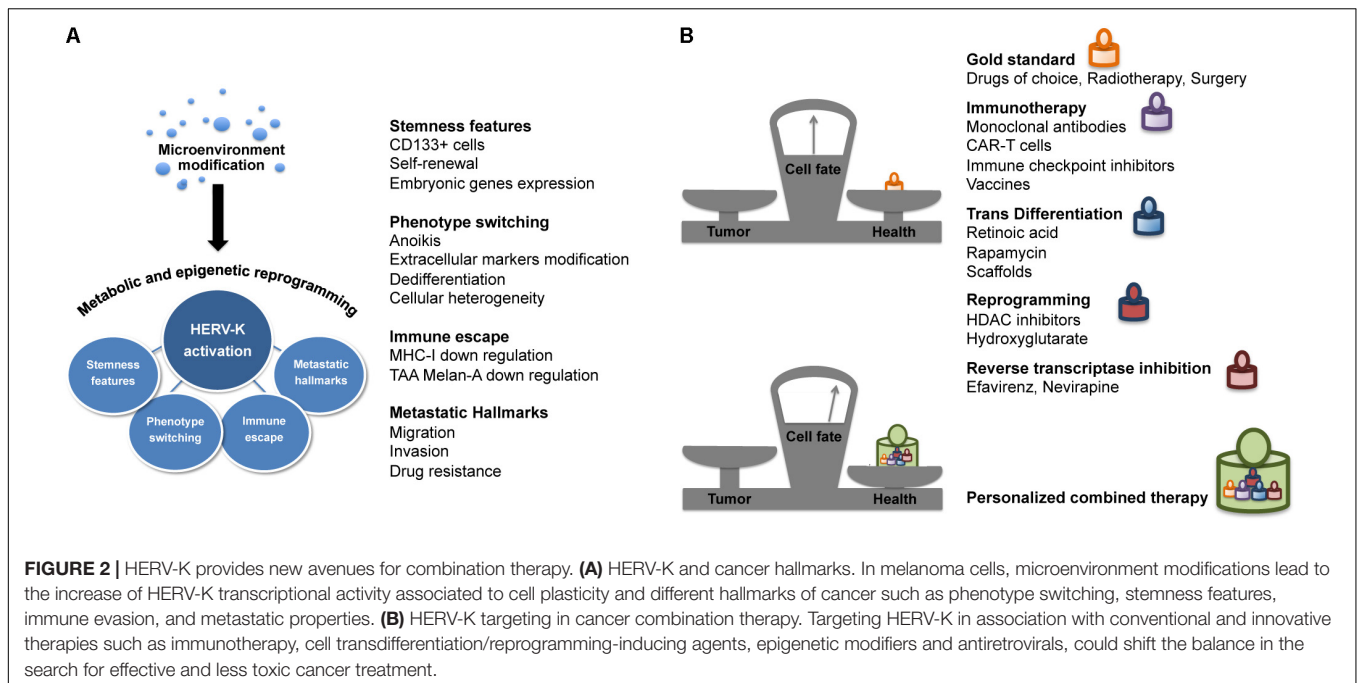 A
Microenvironment
modification
Metabolic and epigenetic reprogramming
HERV-K
activation
Stemness
features
Phenotype
switching
Immune
escape
Metastatic
hallmarks
Stemness features
CD133+ cells
Self-renewal
Embryonic genes expression
Phenotype switching
Anoikis
Extracellular markers modification
Dedifferentiation
Cellular heterogeneity
Immune escape
MHC-I down regulation
TAA Melan-A down regulation
Metastatic Hallmarks
Migration
Invasion
Drug resistance
B
Cell fate
Tumor
Health
Cell fate
Tumor
Health
Gold standard
Drugs of choice, Radiotherapy, Surgery
Immunotherapy
Monoclonal antibodies
CAR-T cells
Immune checkpoint inhibitors
Vaccines
Trans Differentiation
Retinoic acid
Rapamycin
Scaffolds
Reprogramming
HDAC inhibitors
Hydroxyglutarate
Reverse transcriptase inhibition
Efavirenz, Nevirapine
Personalized combined therapy
FIGURE 2 | HERV-K provides new avenues for combination therapy. (A) HERV-K and cancer hallmarks. In melanoma cells, microenvironment modifications lead to
the increase of HERV-K transcriptional activity associated to cell plasticity and different hallmarks of cancer such as phenotype switching, stemness features,
immune evasion, and metastatic properties. (B) HERV-K targeting in cancer combination therapy. Targeting HERV-K in association with conventional and innovative
therapies such as immunotherapy, cell transdifferentiation/reprogramming-inducing agents, epigenetic modifiers and antiretrovirals, could shift the balance in the
search for effective and less toxic cancer treatment.